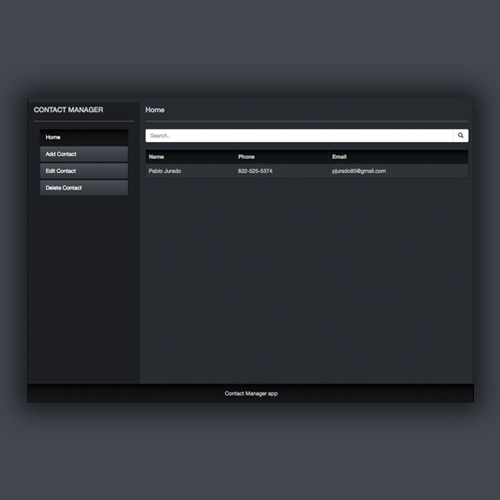 CONTACT MANAGER
Home
Home
Add Contact
Edit Contact
Delete Contact
Search...
Name Phone Email
Pablo Jurado 832-525-5374 pjurado85@gmail.com
Contact Manager app